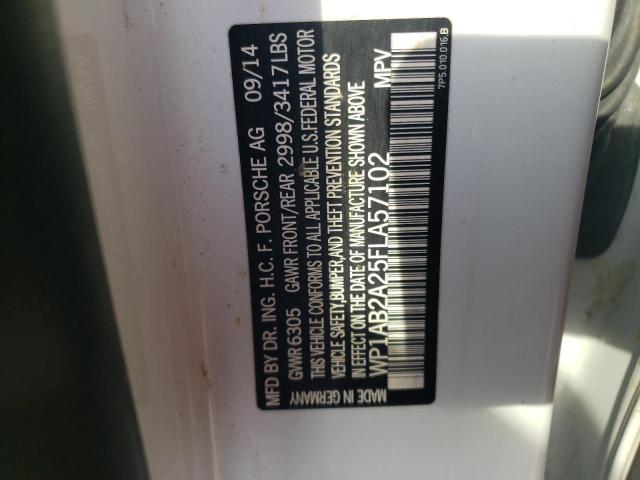 MFD BY DR. ING. H.C. F. PORSCHE AG 09/14
GVWR 6305 GAWR FRONT/REAR 2998/3417 LBS
THIS VEHICLE CONFORMS TO ALL APPLICABLE U.S. FEDERAL MOTOR
VEHICLE SAFETY,BUMPER,AND THEFT PREVENTION STANDARDS
IN EFFECT ON THE DATE OF MANUFACTURE SHOWN ABOVE
WP1AB2A25FLA57102 MPV
MADE IN GERMANY
7P5.010.016.B